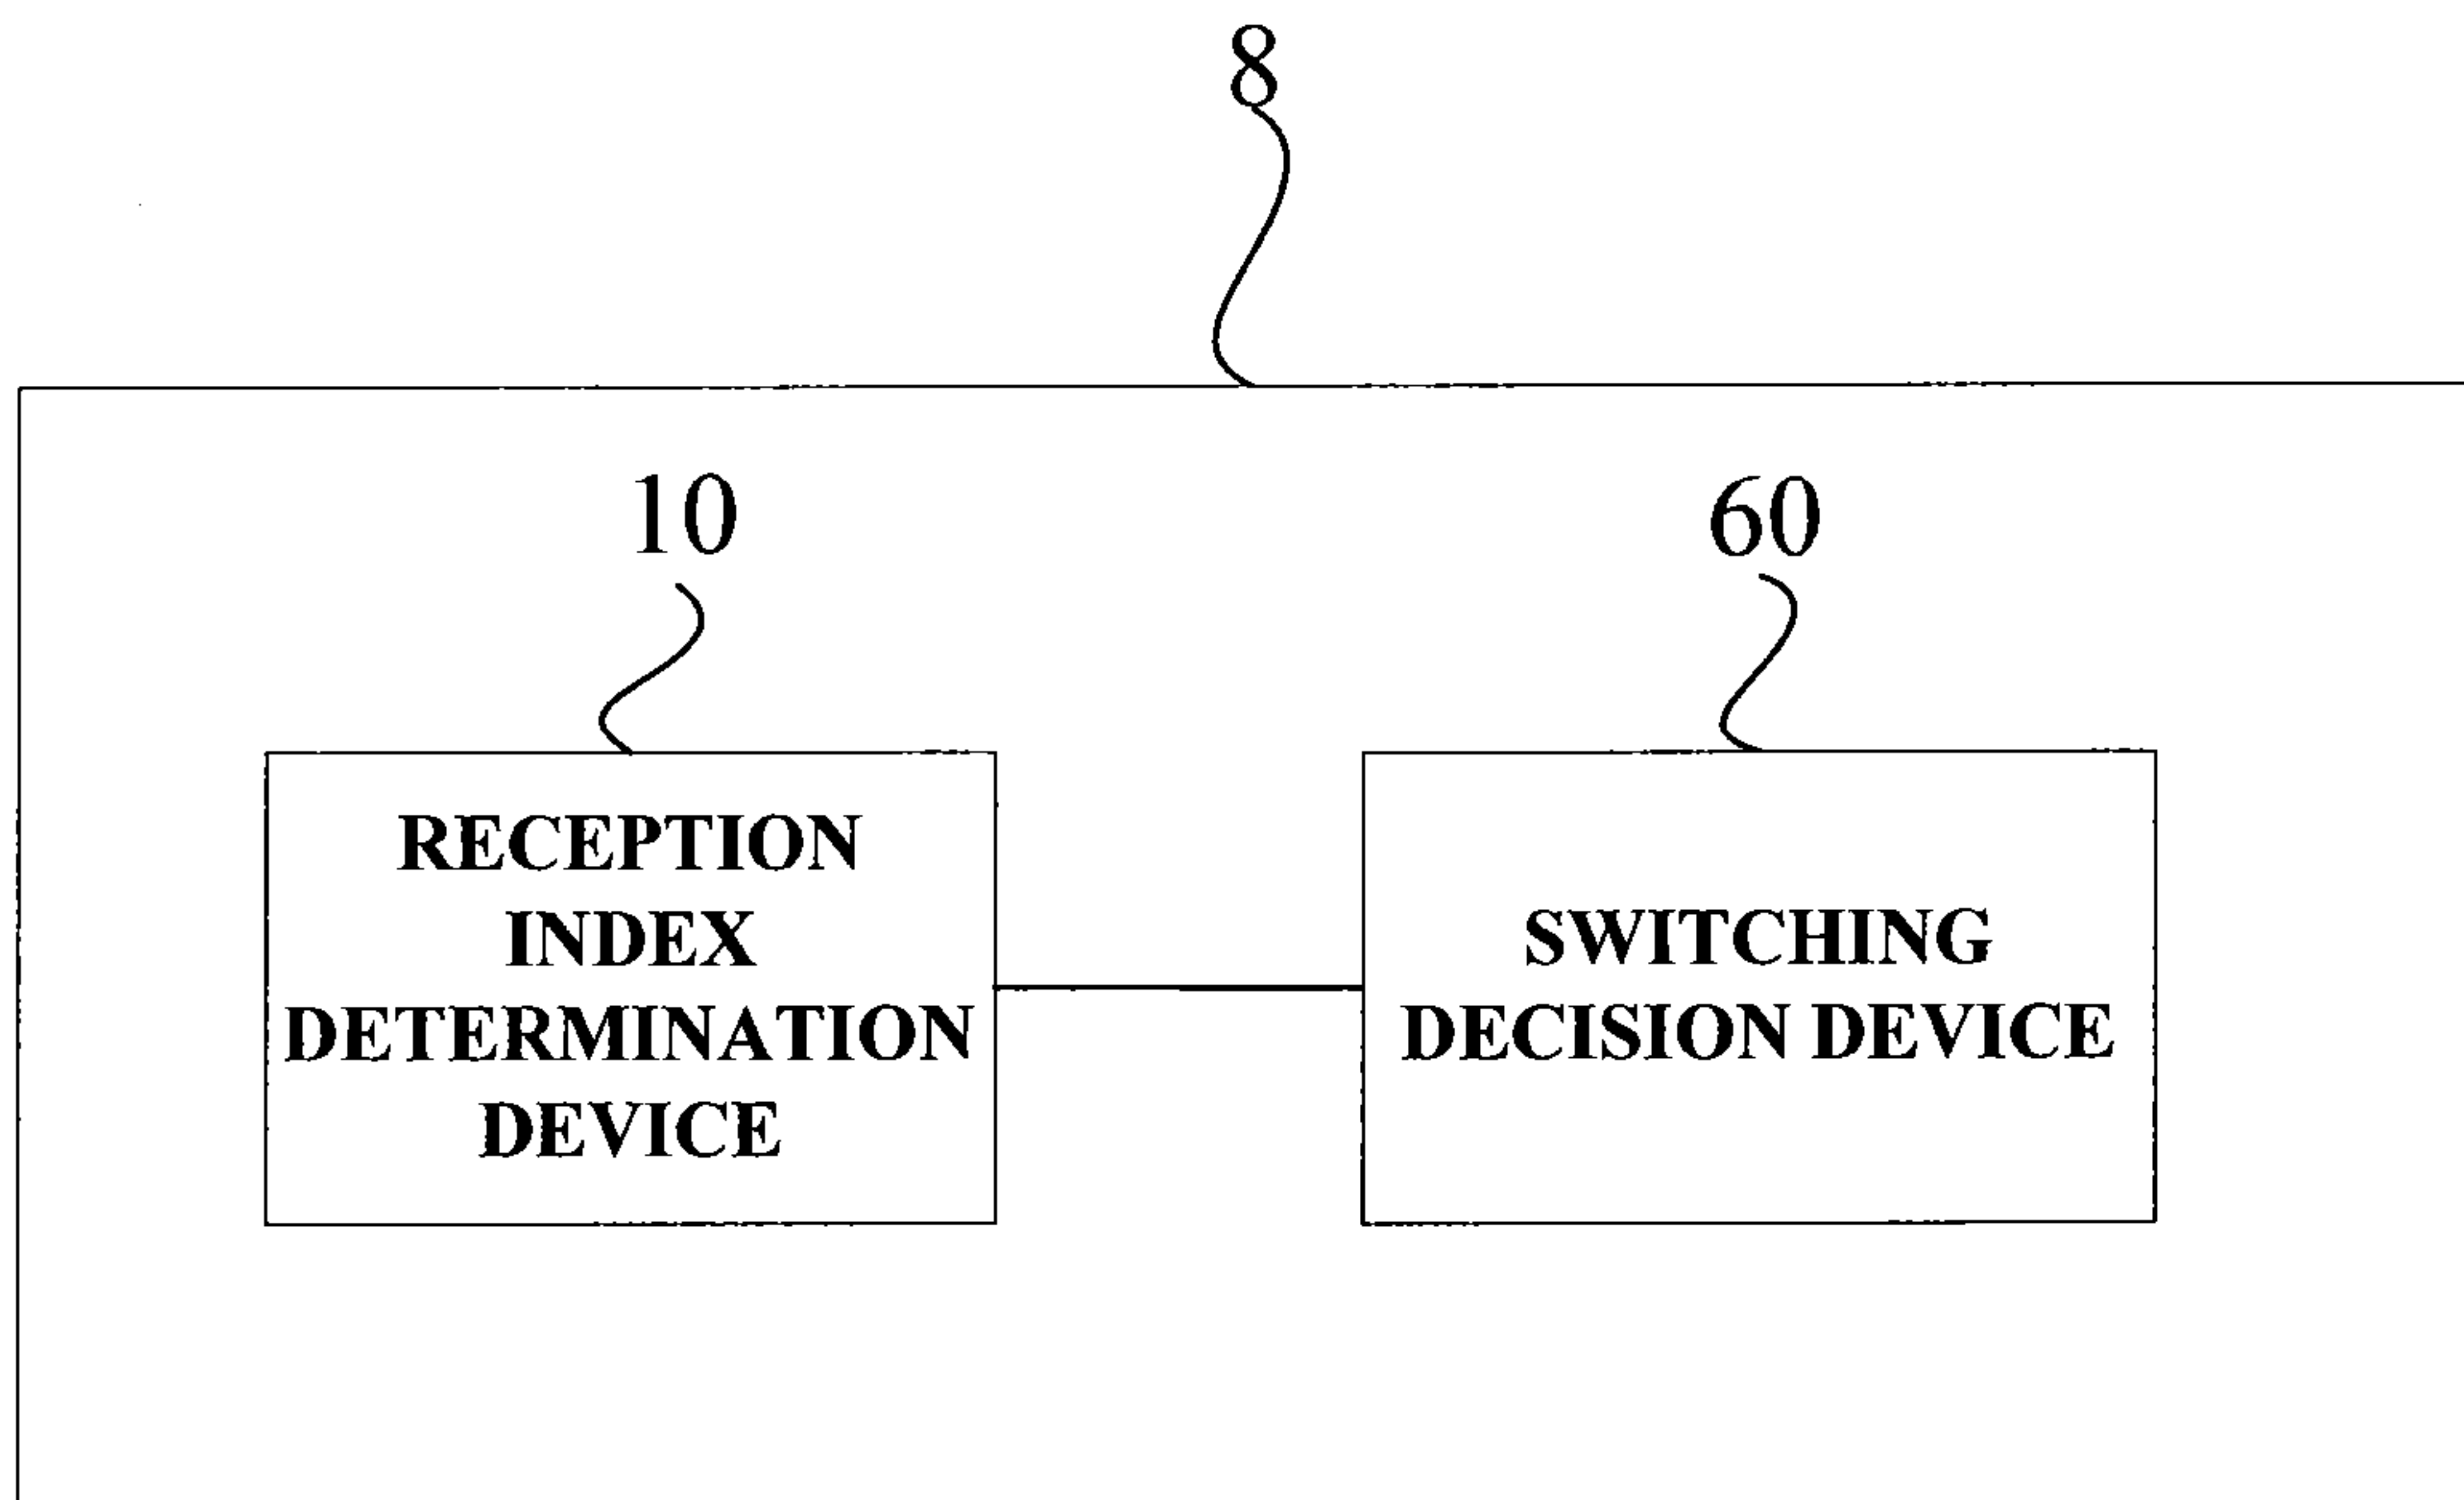 8
10
60
RECEPTION
INDEX
DETERMINATION
DEVICE
SWITCHING
DECISION DEVICE